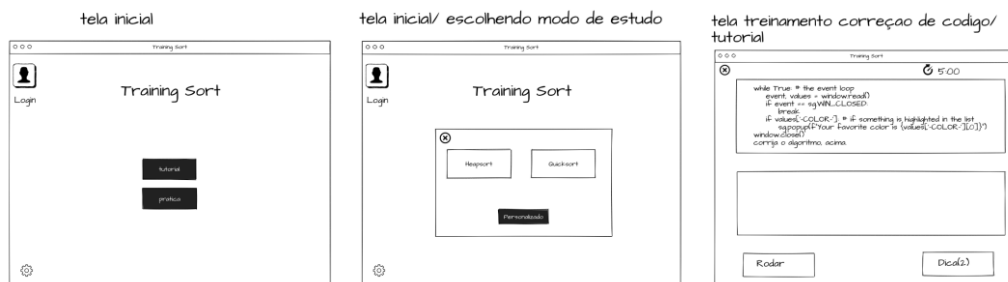 tela inicial
Training Sort
Login
Training Sort
tutorial
pratica
tela inicial/ escolhendo modo de estudo
Training Sort
Login
Training Sort
Heapsort
Quicksort
Personalizado
tela treinamento correçao de codigo/
tutorial
Training Sort
5:00
while True: # the event loop
event, values = window.read()
if event == sg.WIN_CLOSED:
break
if values['-COLOR-']: # if something is highlighted in the list
sg.popup(f"Your favorite color is {values['-COLOR-'][0]}")
window.close()
corrija o algoritmo, acima.
Rodar
Dica(2)